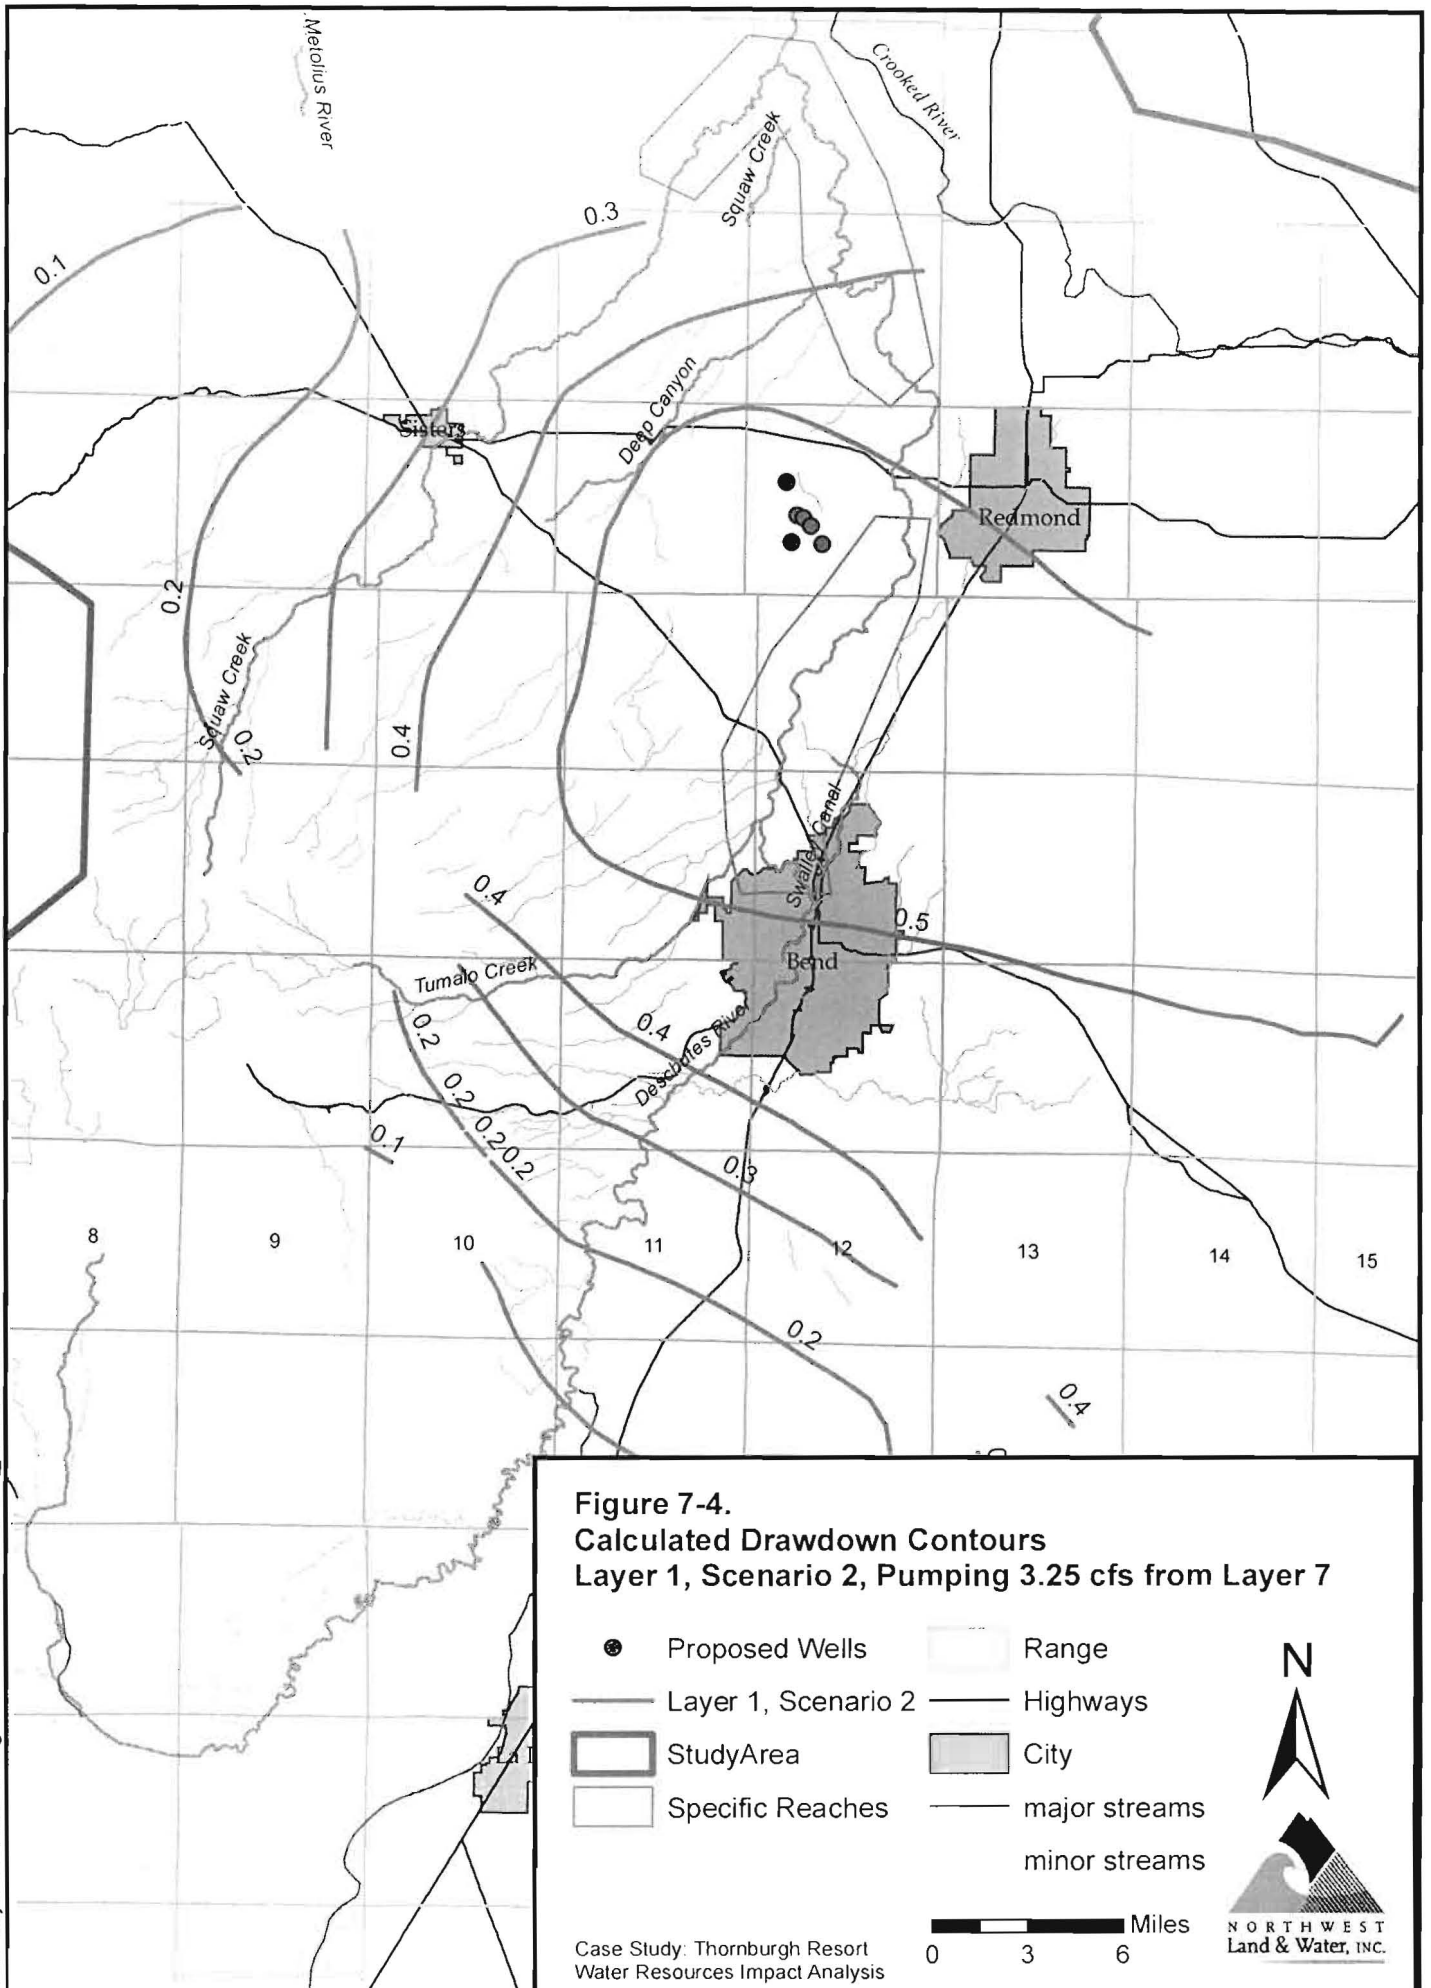 Metolius River
Crooked River
Squaw Creek
0.3
0.1
Deep Canyon
Sisters
Redmond
0.2
Squaw Creek
0.2
0.4
Swalley Canal
0.4
0.5
Bend
Tumalo Creek
0.2
0.4
Deschutes River
0.2
0.1
0.2
0.2
0.3
8
9
10
11
12
13
14
15
0.2
0.4
Figure 7-4.
Calculated Drawdown Contours
Layer 1, Scenario 2, Pumping 3.25 cfs from Layer 7
Proposed Wells
Range
Layer 1, Scenario 2
Highways
StudyArea
City
Specific Reaches
major streams
minor streams
N
Miles
0 3 6
Case Study: Thornburgh Resort
Water Resources Impact Analysis
NORTHWEST
Land & Water, INC.